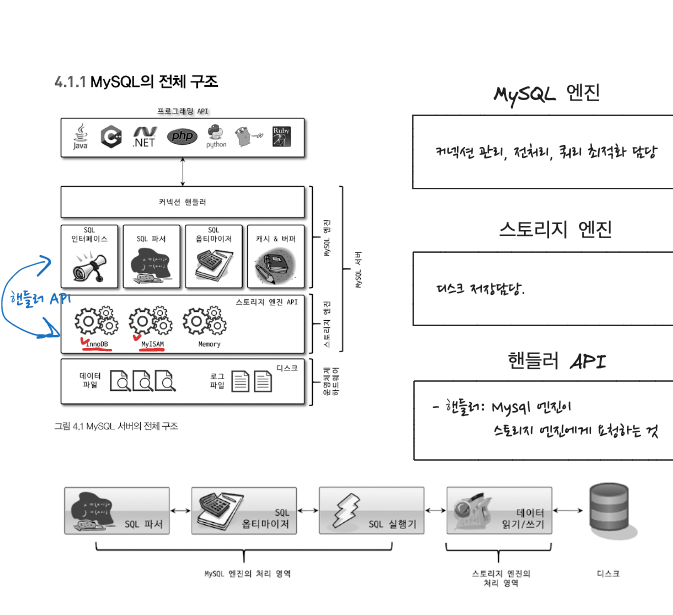 4.1.1 MySQL의 전체 구조
프로그래밍 API
Java
C++
.NET
php
python
GO
Ruby
커넥션 핸들러
SQL
인터페이스
SQL 파서
SQL
옵티마이저
캐시 & 버퍼
MySQL 엔진
MySQL 서버
핸들러 API
스토리지 엔진 API
InnoDB
MyISAM
Memory
스토리지 엔진
데이터
파일
로그
파일
디스크
운영체제
하드웨어
그림 4.1 MySQL 서버의 전체 구조
MySQL 엔진
커넥션 관리, 전처리, 쿼리 최적화 담당
스토리지 엔진
디스크 저장담당.
핸들러 API
- 핸들러: Mysql 엔진이
스토리지 엔진에게 요청하는 것
SQL 파서
SQL
옵티마이저
SQL 실행기
데이터
읽기/쓰기
MySQL 엔진의 처리 영역
스토리지 엔진의
처리 영역
디스크